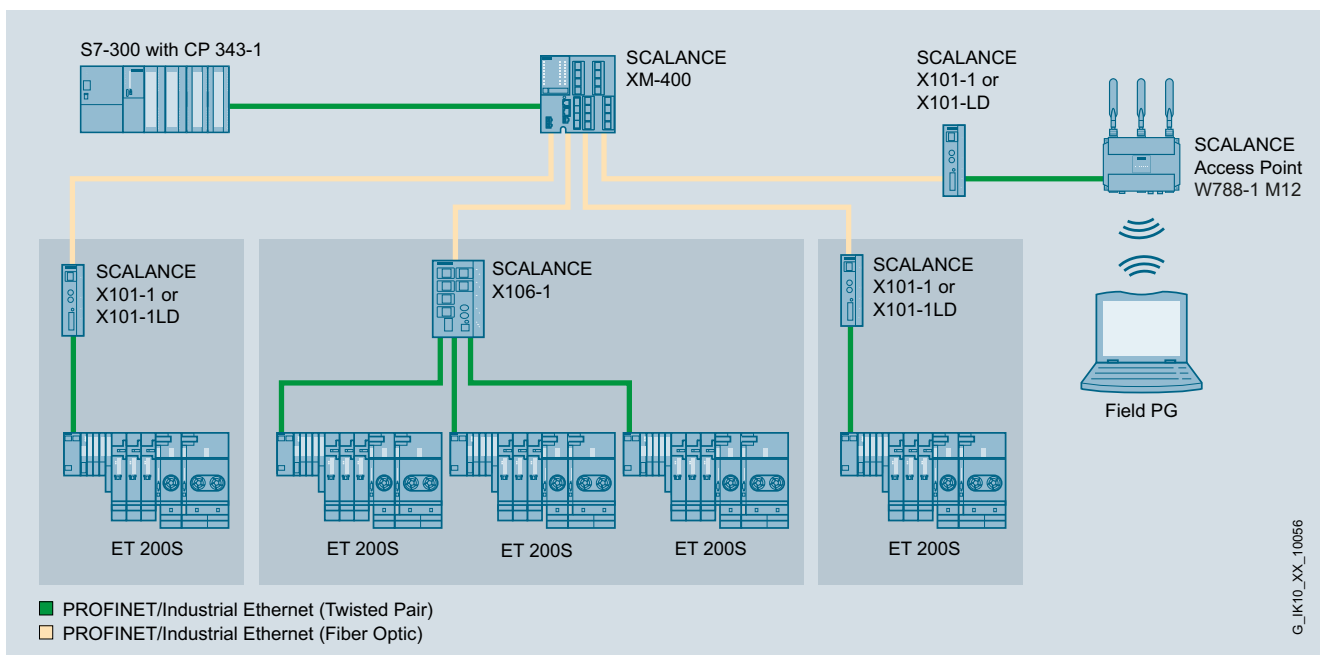 S7-300 with CP 343-1
SCALANCE
XM-400
SCALANCE
X101-1 or
X101-LD
SCALANCE
Access Point
W788-1 M12
SCALANCE
X101-1 or
X101-1LD
SCALANCE
X106-1
SCALANCE
X101-1 or
X101-1LD
Field PG
ET 200S
ET 200S
ET 200S
ET 200S
ET 200S
PROFINET/Industrial Ethernet (Twisted Pair)
PROFINET/Industrial Ethernet (Fiber Optic)
G_IK10_XX_10056